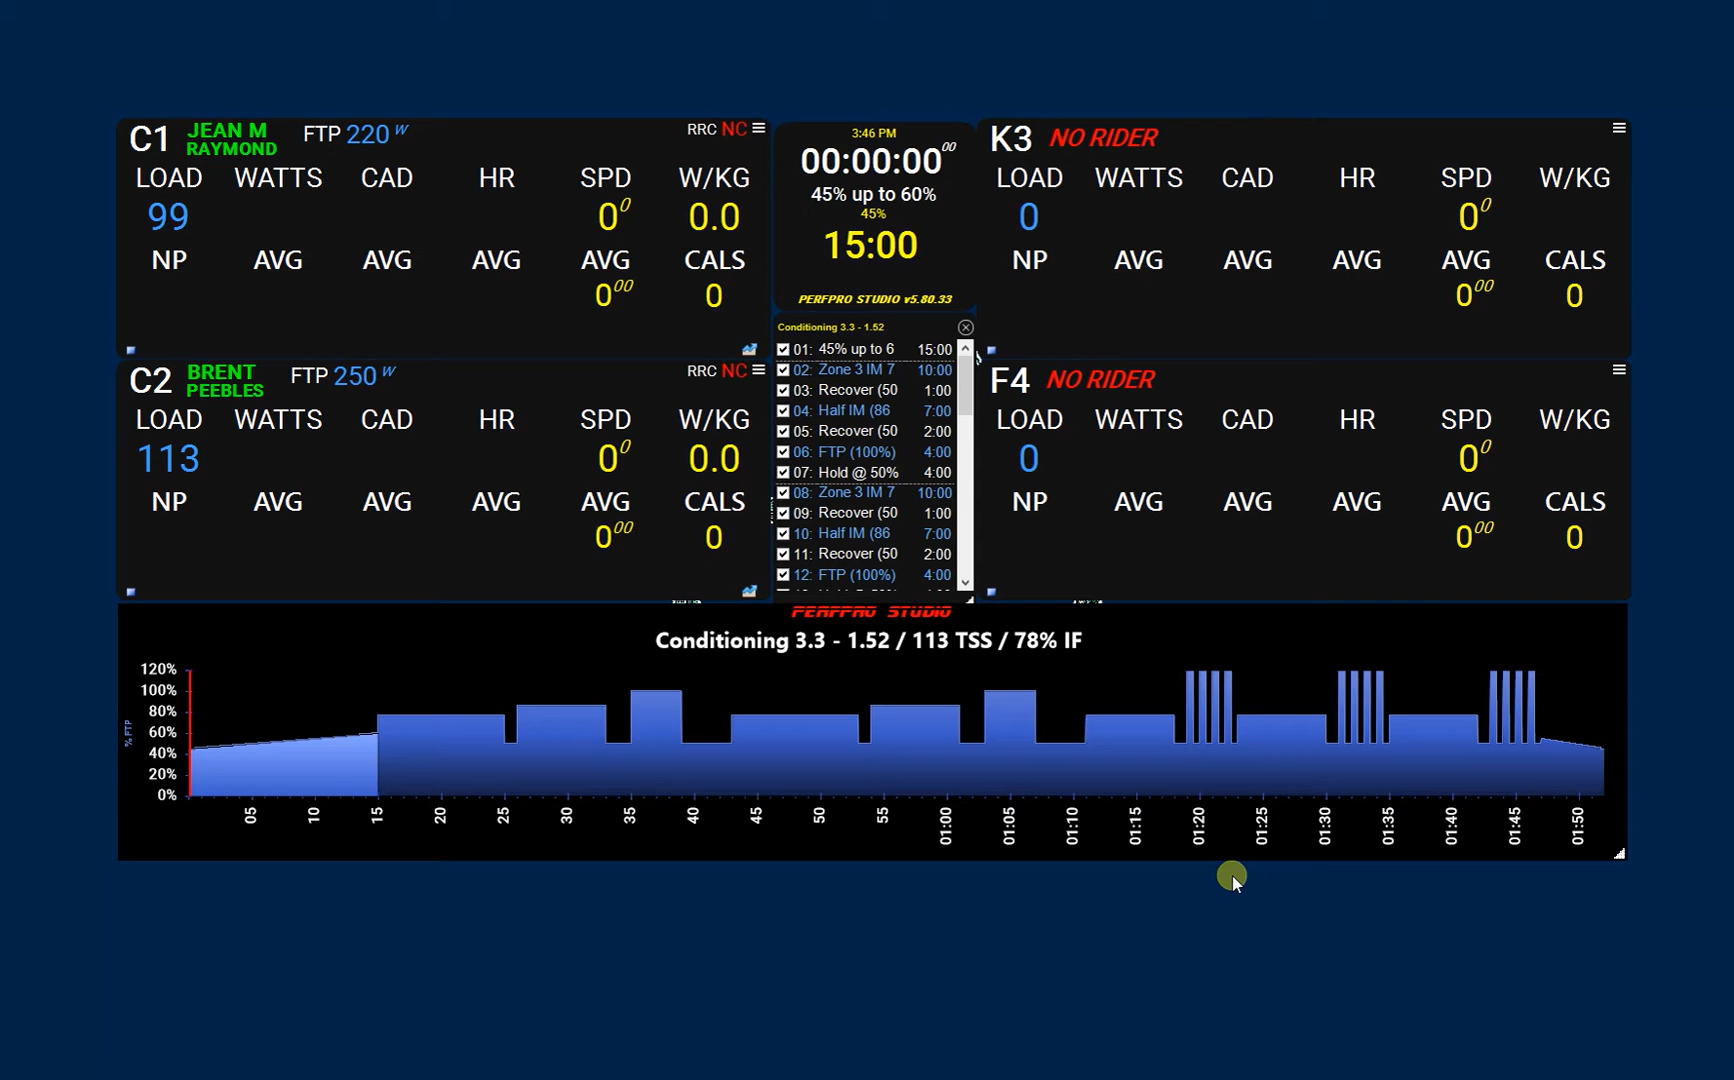 C1 JEAN M RAYMOND FTP 220 W RRC NC
LOAD WATTS CAD HR SPD W/KG
99 0 0 0.0
NP AVG AVG AVG AVG CALS
0 00 0
3:46 PM
00:00:00 00
45% up to 60%
45%
15:00
PERFPRO STUDIO v5.80.33
K3 NO RIDER
LOAD WATTS CAD HR SPD W/KG
0 0 0
NP AVG AVG AVG AVG CALS
0 00 0
C2 BRENT PEEBLES FTP 250 W RRC NC
LOAD WATTS CAD HR SPD W/KG
113 0 0 0.0
NP AVG AVG AVG AVG CALS
0 00 0
Conditioning 3.3 - 1.52
01: 45% up to 6 15:00
02: Zone 3 IM 7 10:00
03: Recover (50 1:00
04: Half IM (86 7:00
05: Recover (50 2:00
06: FTP (100%) 4:00
07: Hold @ 50% 4:00
08: Zone 3 IM 7 10:00
09: Recover (50 1:00
10: Half IM (86 7:00
11: Recover (50 2:00
12: FTP (100%) 4:00
F4 NO RIDER
LOAD WATTS CAD HR SPD W/KG
0 0 0
NP AVG AVG AVG AVG CALS
0 00 0
PERFPRO STUDIO
Conditioning 3.3 - 1.52 / 113 TSS / 78% IF
% FTP
120%
100%
80%
60%
40%
20%
0%
05 10 15 20 25 30 35 40 45 50 55 01:00 01:05 01:10 01:15 01:20 01:25 01:30 01:35 01:40 01:45 01:50